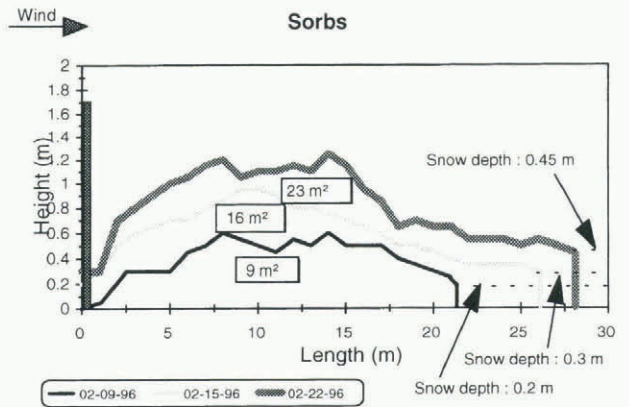 Wind
Sorbs
2
1.8
1.6
1.4
1.2
1
0.8
0.6
0.4
0.2
0
Height (m)
Snow depth : 0.45 m
23 m²
16 m²
9 m²
0
5
10
15
20
25
30
Length (m)
Snow depth : 0.3 m
Snow depth : 0.2 m
02-09-96
02-15-96
02-22-96